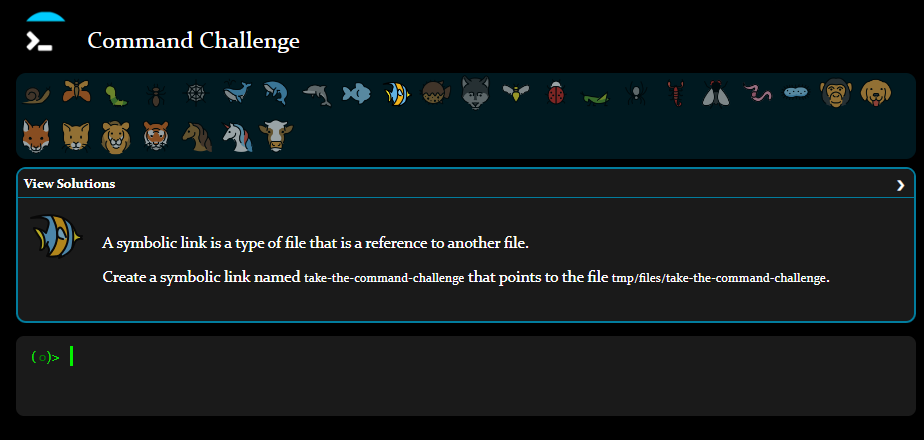 Command Challenge
View Solutions
A symbolic link is a type of file that is a reference to another file.
Create a symbolic link named take-the-command-challenge that points to the file tmp/files/take-the-command-challenge.
(○)>